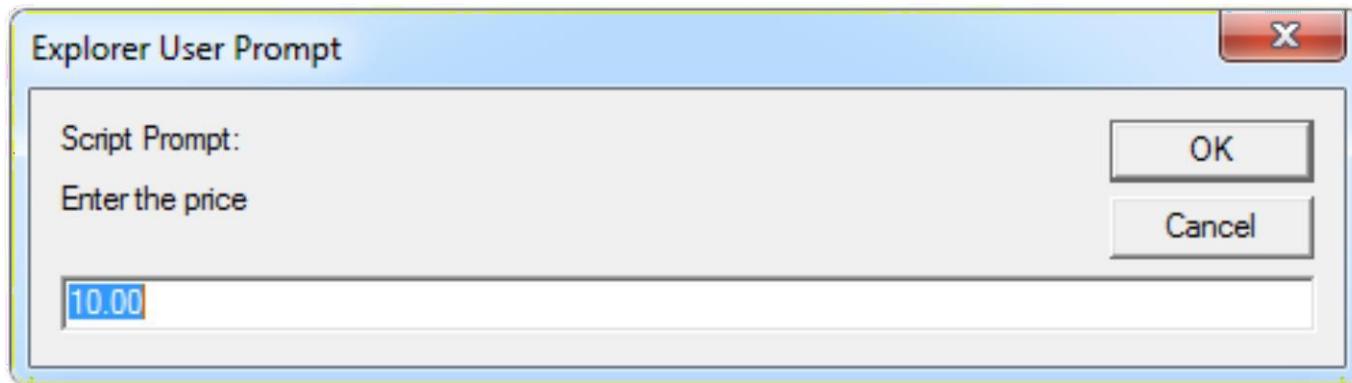 Explorer User Prompt
Script Prompt:
OK
Enter the price
Cancel
10.00